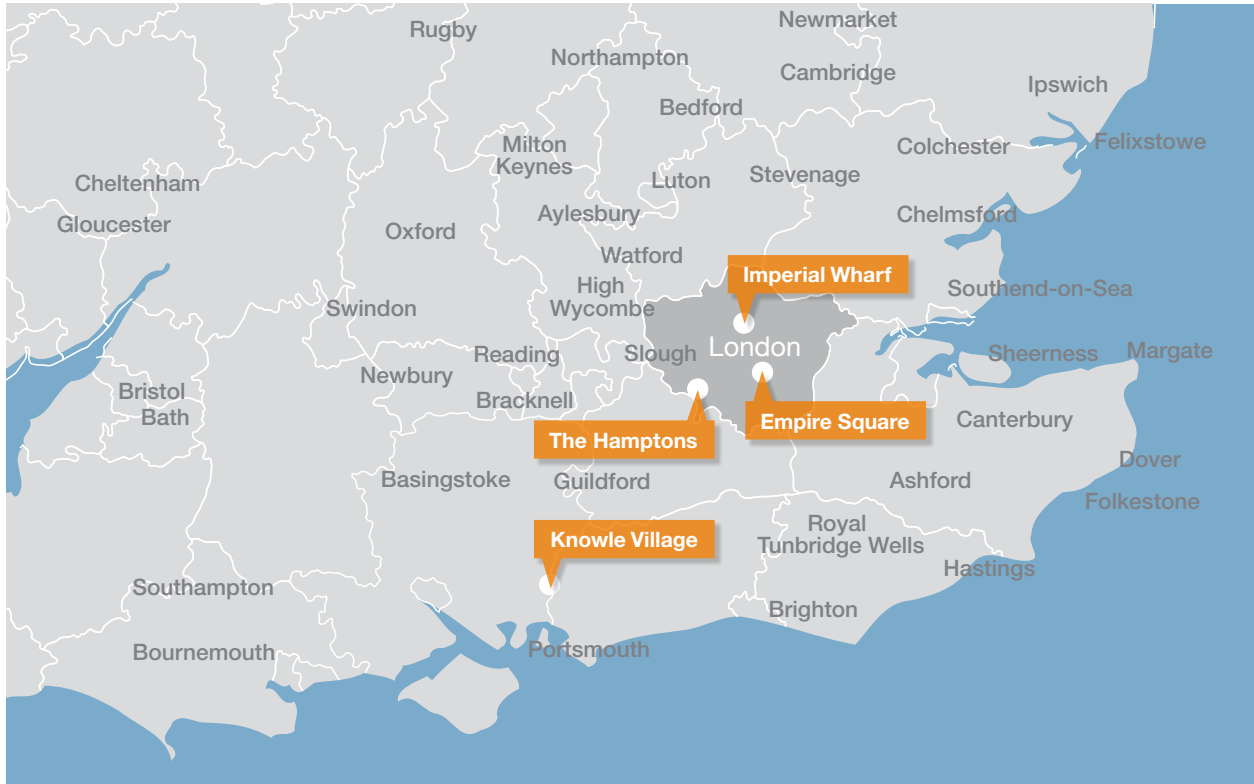 Newmarket
Rugby
Northampton
Cambridge
Ipswich
Bedford
Milton
Keynes
Colchester
Felixstowe
Cheltenham
Luton
Stevenage
Gloucester
Aylesbury
Chelmsford
Oxford
Watford
Imperial Wharf
High
Wycombe
Southend-on-Sea
Swindon
Reading
Slough
London
Sheerness
Margate
Newbury
Bristol
Bath
Bracknell
The Hamptons
Empire Square
Canterbury
Dover
Basingstoke
Guildford
Ashford
Folkestone
Royal
Tunbridge Wells
Knowle Village
Hastings
Southampton
Brighton
Bournemouth
Portsmouth